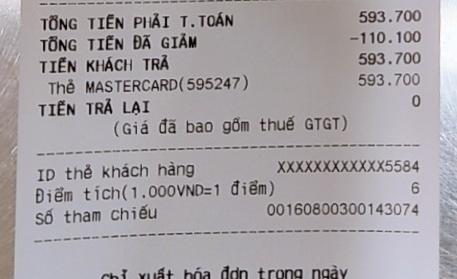 TỔNG TIỀN PHẢI T.TOÁN 593.700
TỔNG TIỀN ĐÃ GIẢM -110.100
TIỀN KHÁCH TRẢ 593.700
Thẻ MASTERCARD(595247) 593.700
TIỀN TRẢ LẠI 0
(Giá đã bao gồm thuế GTGT)
ID thẻ khách hàng XXXXXXXXXXXX5584
Điểm tích(1.000VND=1 điểm) 6
Số tham chiếu 00160800300143074
chỉ xuất hóa đơn trong ngày